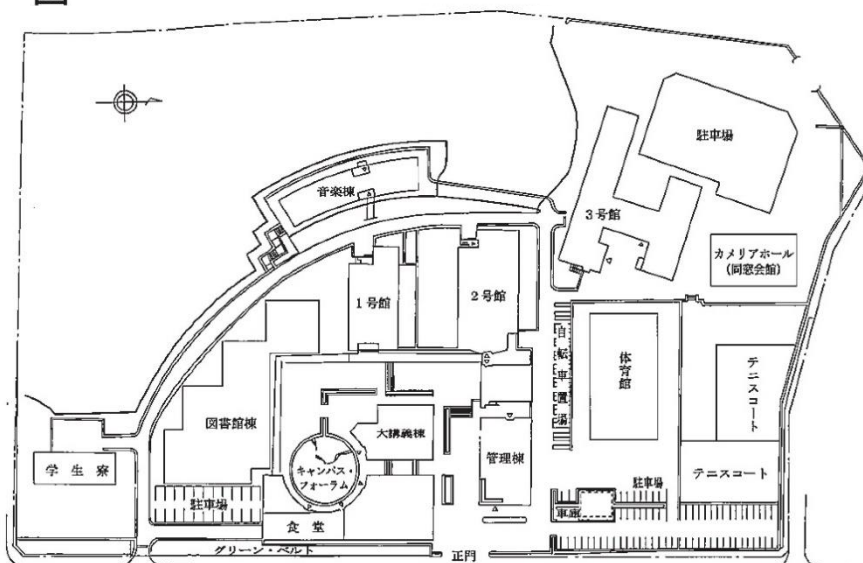 駐車場
音楽棟
3号館
カメリアホール
(同窓会館)
1号館
2号館
自転車置場
体育館
テニスコート
図書館棟
大講義棟
キャンパス・
フォーラム
管理棟
学生寮
テニスコート
駐車場
駐車場
車庫
食堂
グリーン・ベルト
正門